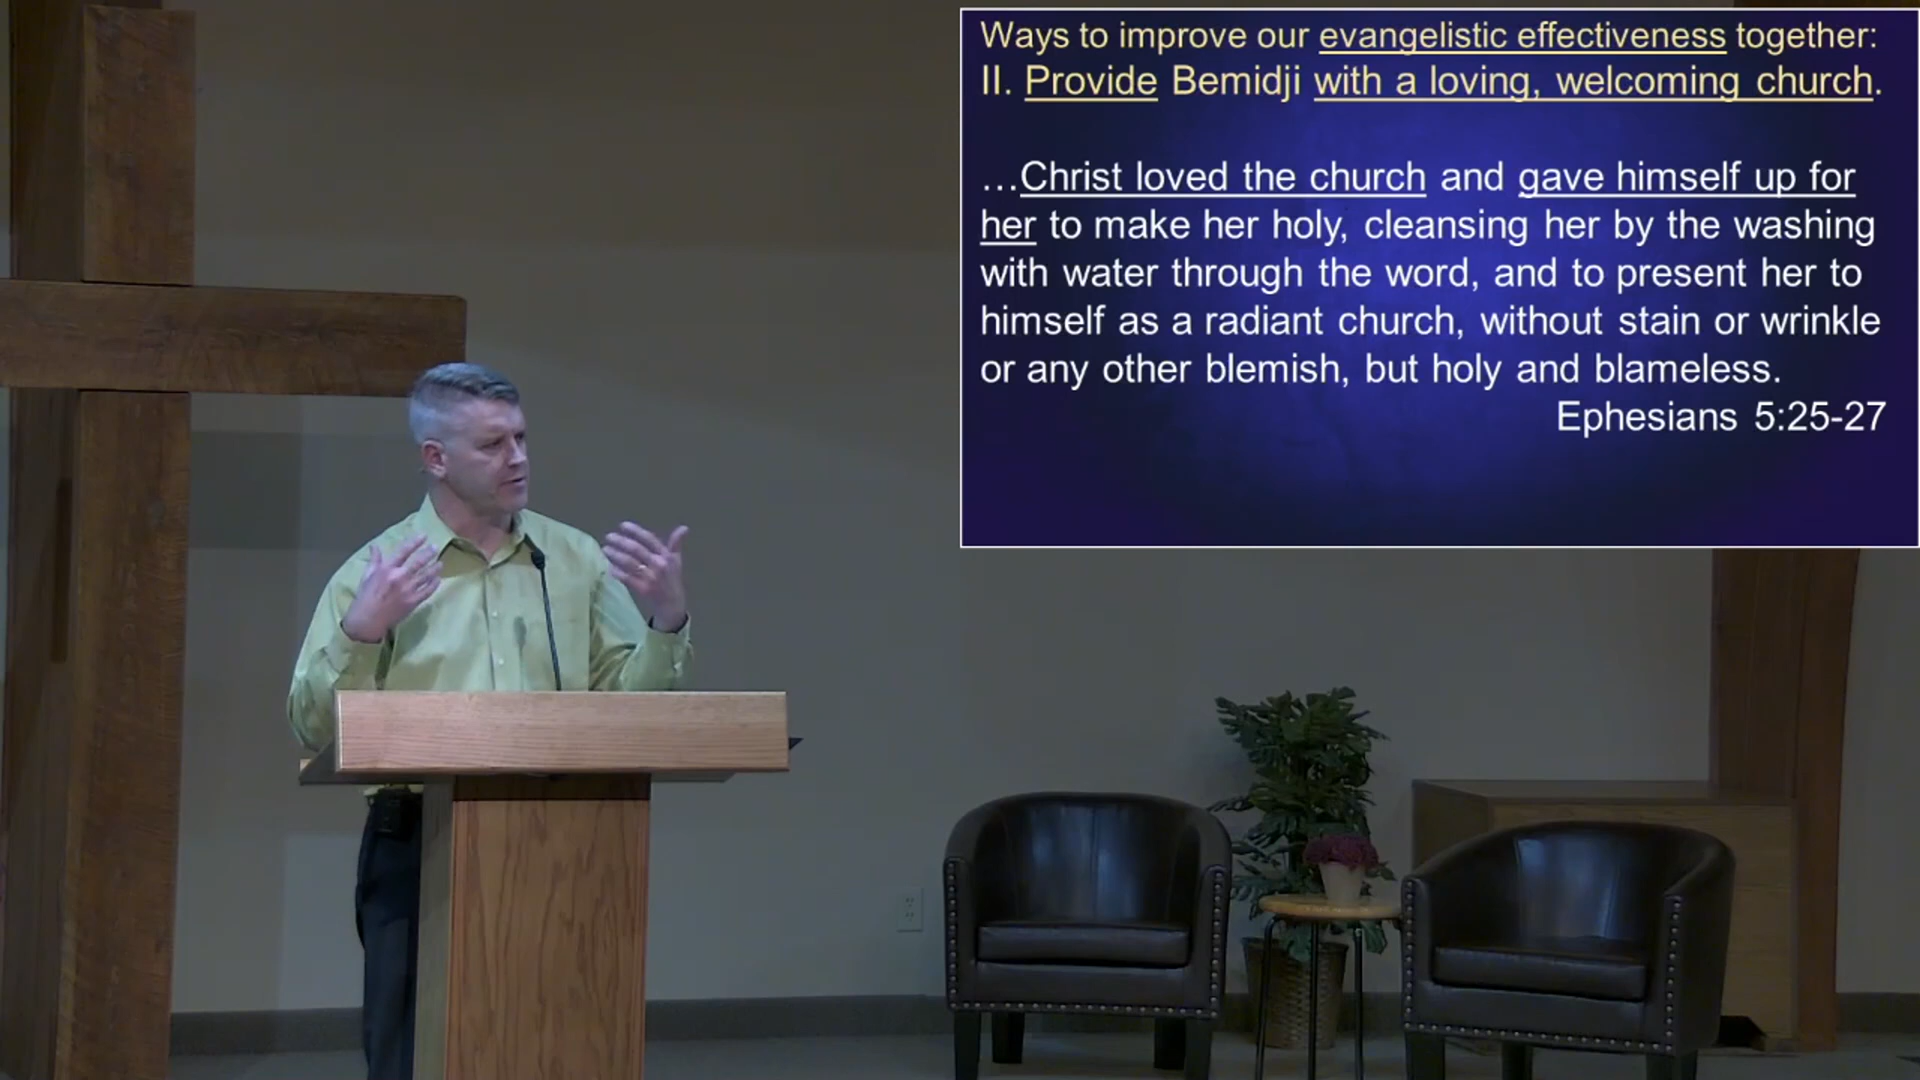 Ways to improve our evangelistic effectiveness together:
II. Provide Bemidji with a loving, welcoming church.
…Christ loved the church and gave himself up for
her to make her holy, cleansing her by the washing
with water through the word, and to present her to
himself as a radiant church, without stain or wrinkle
or any other blemish, but holy and blameless.
Ephesians 5:25-27